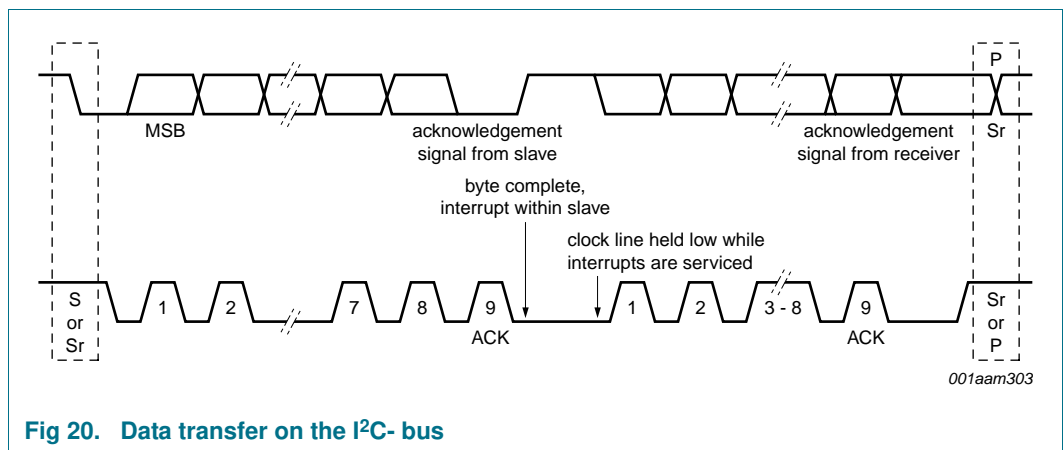 P
MSB
acknowledgement
signal from slave
acknowledgement
signal from receiver
Sr
byte complete,
interrupt within slave
clock line held low while
interrupts are serviced
S
or
Sr
1
2
7
8
9
1
2
3 - 8
9
Sr
or
P
ACK
ACK
001aam303
Fig 20. Data transfer on the I²C- bus